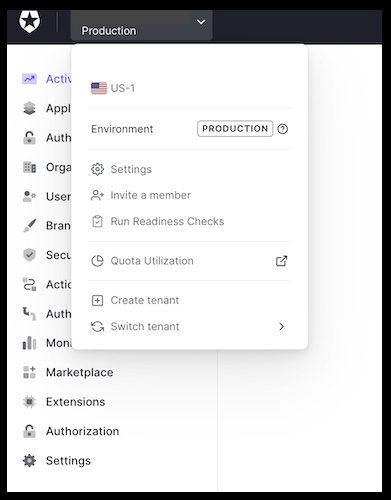 Production
US-1
Environment PRODUCTION
Settings
Invite a member
Run Readiness Checks
Quota Utilization
Create tenant
Switch tenant
Activ
Appl
Auth
Orga
User
Bran
Secu
Actio
Auth
Moni
Marketplace
Extensions
Authorization
Settings